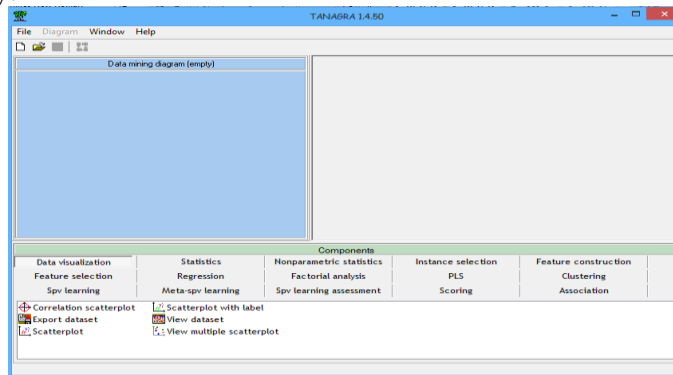 TANAGRA 1.4.50
File Diagram Window Help
Data mining diagram (empty)
Components
Data visualization Statistics Nonparametric statistics Instance selection Feature construction
Feature selection Regression Factorial analysis PLS Clustering
Spv learning Meta-spv learning Spv learning assessment Scoring Association
Correlation scatterplot Scatterplot with label
Export dataset View dataset
Scatterplot View multiple scatterplot